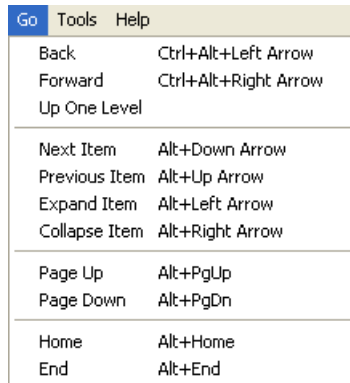 Go Tools Help
Back Ctrl+Alt+Left Arrow
Forward Ctrl+Alt+Right Arrow
Up One Level
Next Item Alt+Down Arrow
Previous Item Alt+Up Arrow
Expand Item Alt+Left Arrow
Collapse Item Alt+Right Arrow
Page Up Alt+PgUp
Page Down Alt+PgDn
Home Alt+Home
End Alt+End